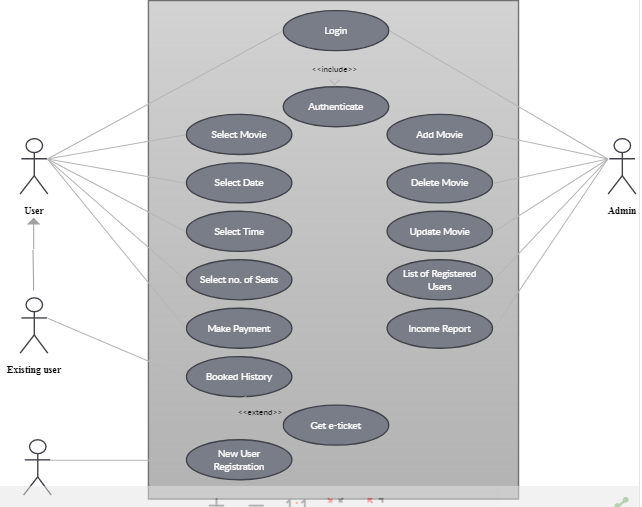 Login
<<include>>
Authenticate
Select Movie
Add Movie
Select Date
Delete Movie
User
Admin
Select Time
Update Movie
Select no. of Seats
List of Registered
Users
Make Payment
Income Report
Existing user
Booked History
<<extend>>
Get e-ticket
New User
Registration
1:1